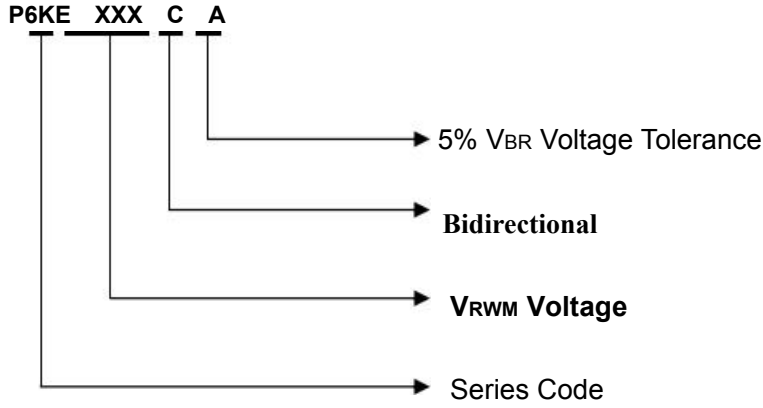 P6KE XXX C A
5% VBR Voltage Tolerance
Bidirectional
VRWM Voltage
Series Code